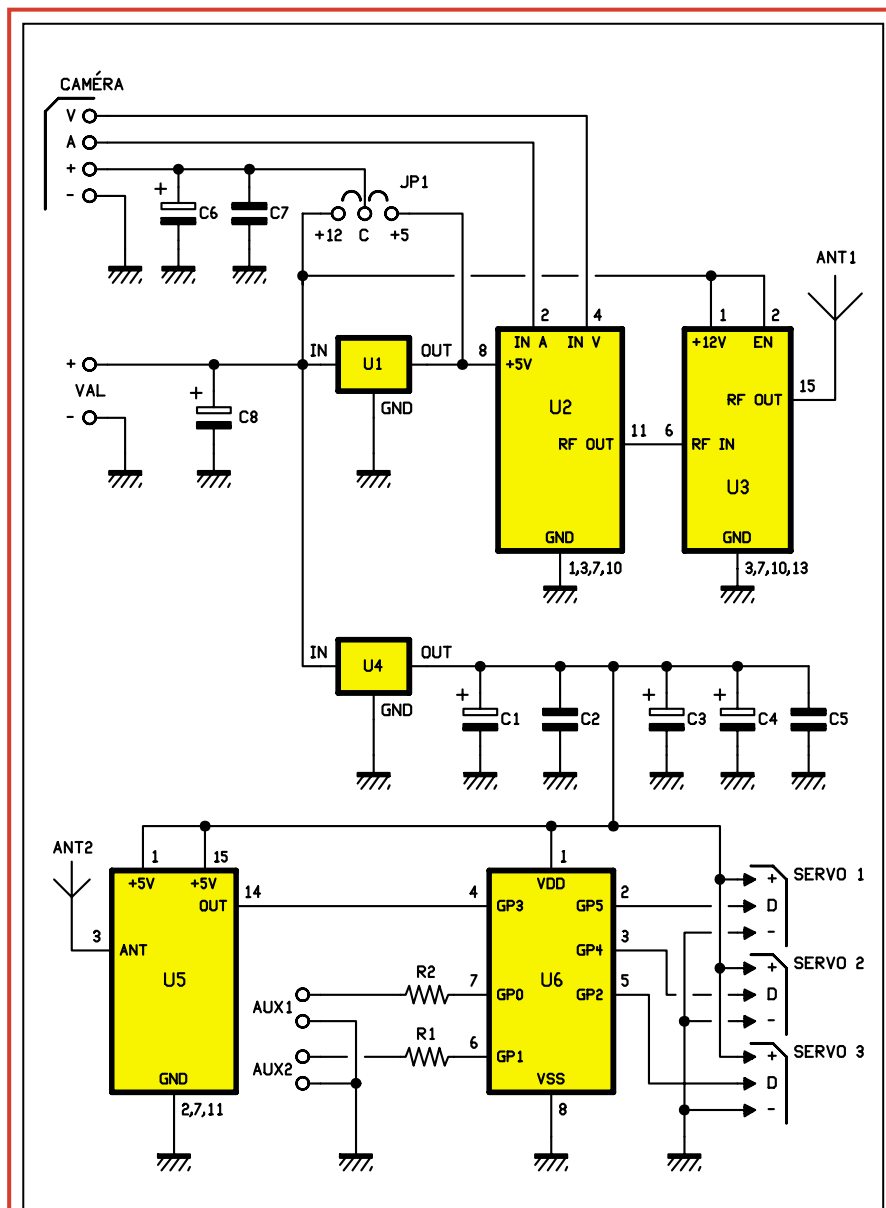 CAMÉRA
V
A
+
-
+
C6
C7
JP1
+12 C +5
ANT1
2 4
1 2
IN A IN V
+12V EN
+
VAL
-
IN U1 OUT
GND
8 +5V
+
C8
U2
RF OUT 11
6 RF IN
RF OUT 15
U3
GND
1,3,7,10
GND
3,7,10,13
IN U4 OUT
GND
+ C1
C2
+ C3
+ C4
C5
ANT2
1 15
+5V +5V
OUT 14
3 ANT
U5
GND
2,7,11
1
VDD
4 GP3
GP5 2
GP4 3
7 GP0
U6
GP2 5
6 GP1
VSS
8
R2
AUX1
R1
AUX2
+ SERVO 1
D
-
+ SERVO 2
D
-
+ SERVO 3
D
-